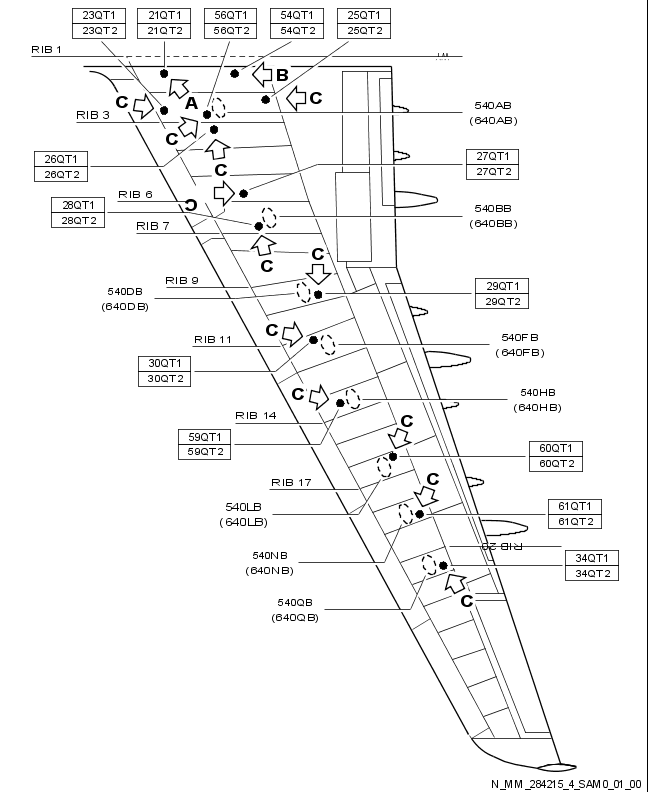 23QT1 21QT1 56QT1 54QT1 25QT1
23QT2 21QT2 56QT2 54QT2 25QT2
RIB 1
B
C A C
540AB
(640AB)
RIB 3
C
26QT1
26QT2
C
27QT1
27QT2
RIB 6
C
28QT1
28QT2
540BB
(640BB)
RIB 7
C
C
RIB 9
29QT1
29QT2
540DB
(640DB)
C
RIB 11
540FB
(640FB)
30QT1
30QT2
C
540HB
(640HB)
RIB 14
C
59QT1
59QT2
60QT1
60QT2
RIB 17
C
540LB
(640LB)
61QT1
61QT2
RIB 20
540NB
(640NB)
34QT1
34QT2
C
540QB
(640QB)
N_MM_284215_4_SAM0_01_00